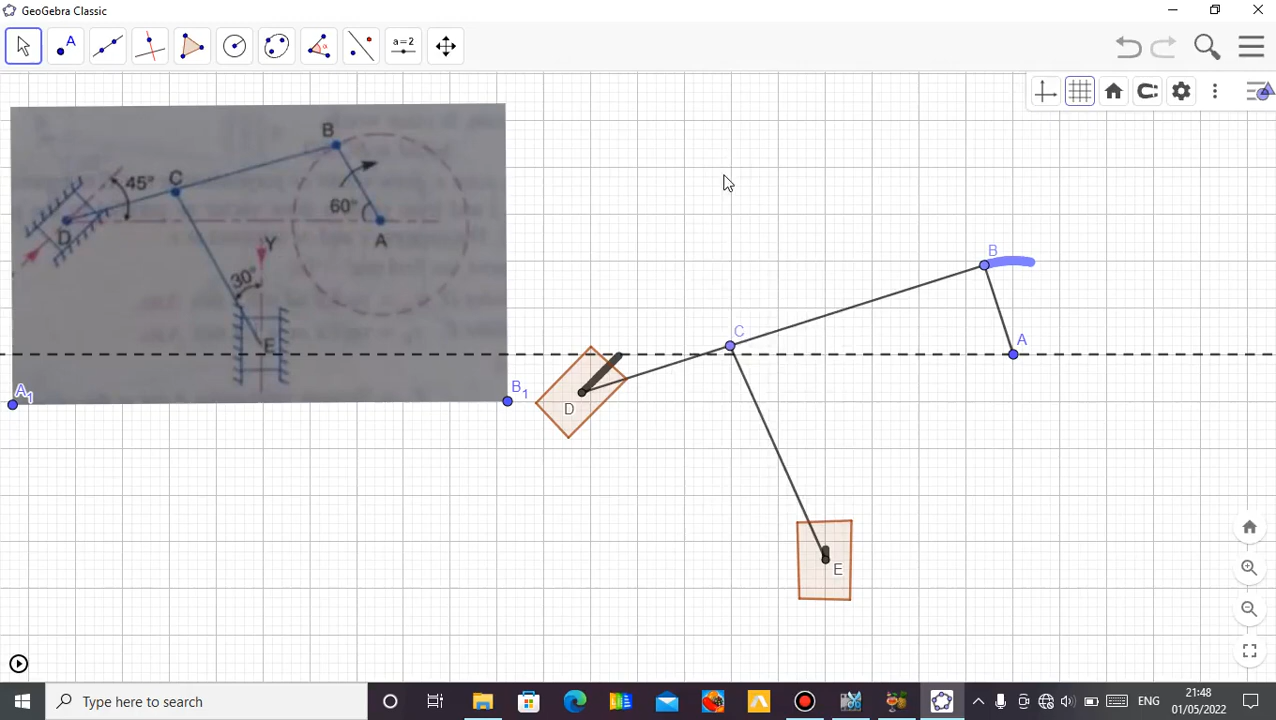 GeoGebra Classic
A
α
a=2
B
45°
C
60°
D
A
Y
30°
E
A1
B1
B
C
A
D
E
Type here to search
ENG
21:48
01/05/2022